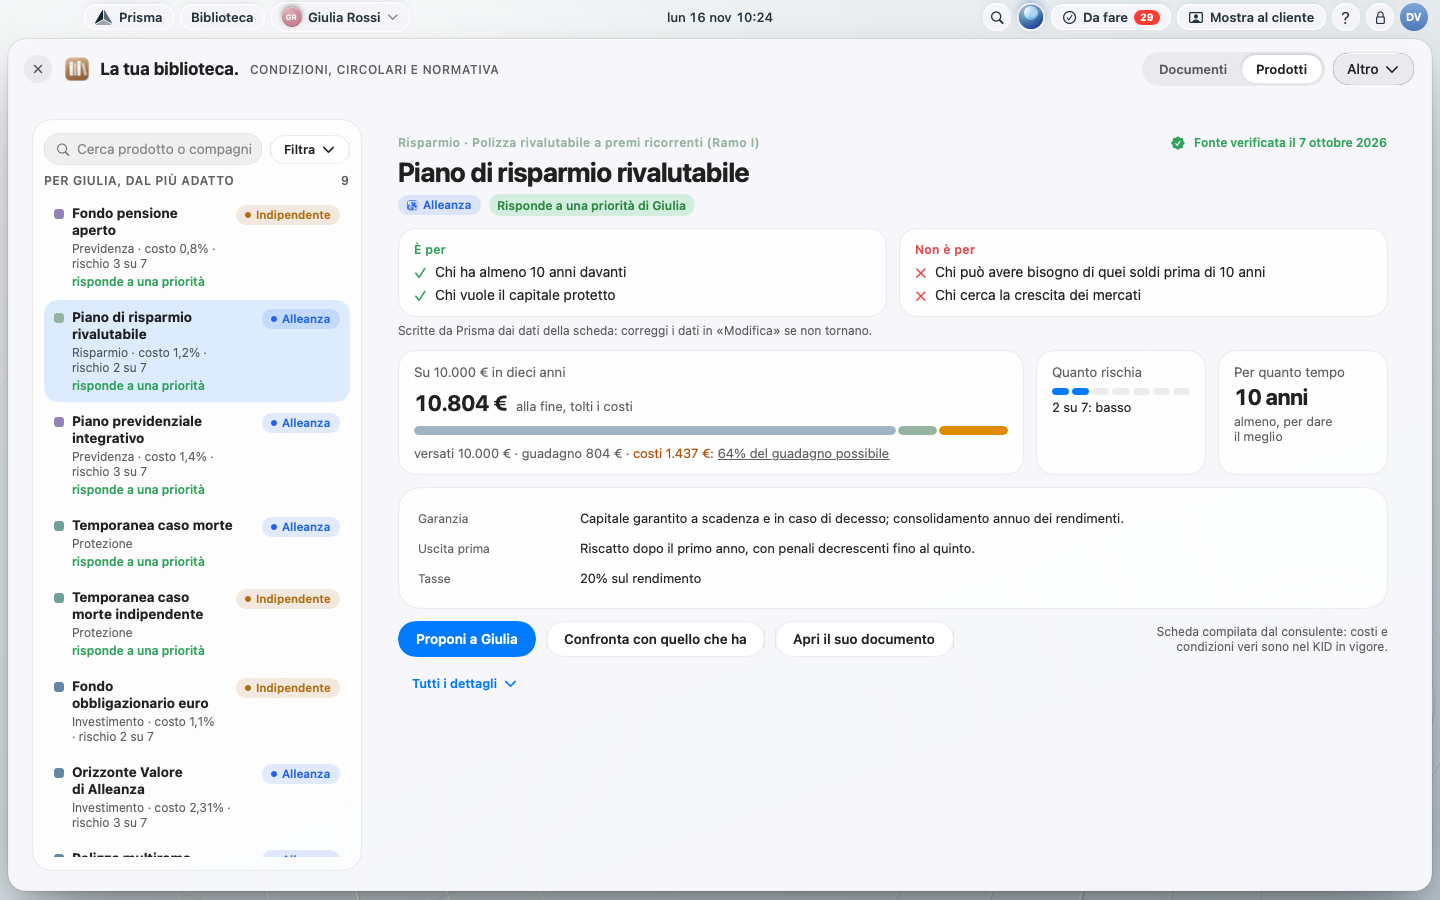 Prisma
Biblioteca
GR Giulia Rossi
lun 16 nov 10:24
Da fare 29
Mostra al cliente
?
DV
La tua biblioteca.
CONDIZIONI, CIRCOLARI E NORMATIVA
Documenti
Prodotti
Altro
Cerca prodotto o compagni
Filtra
PER GIULIA, DAL PIÙ ADATTO 9
Fondo pensione
aperto
Indipendente
Previdenza · costo 0,8% ·
rischio 3 su 7
risponde a una priorità
Piano di risparmio
rivalutabile
Alleanza
Risparmio · costo 1,2% ·
rischio 2 su 7
risponde a una priorità
Piano previdenziale
integrativo
Alleanza
Previdenza · costo 1,4% ·
rischio 3 su 7
risponde a una priorità
Temporanea caso morte
Alleanza
Protezione
risponde a una priorità
Temporanea caso
morte indipendente
Indipendente
Protezione
risponde a una priorità
Fondo
obbligazionario euro
Indipendente
Investimento · costo 1,1%
· rischio 2 su 7
Orizzonte Valore
di Alleanza
Alleanza
Investimento · costo 2,31% ·
rischio 3 su 7
Risparmio · Polizza rivalutabile a premi ricorrenti (Ramo I)
Fonte verificata il 7 ottobre 2026
Piano di risparmio rivalutabile
Alleanza
Risponde a una priorità di Giulia
È per
Chi ha almeno 10 anni davanti
Chi vuole il capitale protetto
Non è per
Chi può avere bisogno di quei soldi prima di 10 anni
Chi cerca la crescita dei mercati
Scritte da Prisma dai dati della scheda: correggi i dati in «Modifica» se non tornano.
Su 10.000 € in dieci anni
10.804 € alla fine, tolti i costi
versati 10.000 € · guadagno 804 € · costi 1.437 €: 64% del guadagno possibile
Quanto rischia
2 su 7: basso
Per quanto tempo
10 anni
almeno, per dare
il meglio
Garanzia Capitale garantito a scadenza e in caso di decesso; consolidamento annuo dei rendimenti.
Uscita prima Riscatto dopo il primo anno, con penali decrescenti fino al quinto.
Tasse 20% sul rendimento
Proponi a Giulia
Confronta con quello che ha
Apri il suo documento
Scheda compilata dal consulente: costi e
condizioni veri sono nel KID in vigore.
Tutti i dettagli